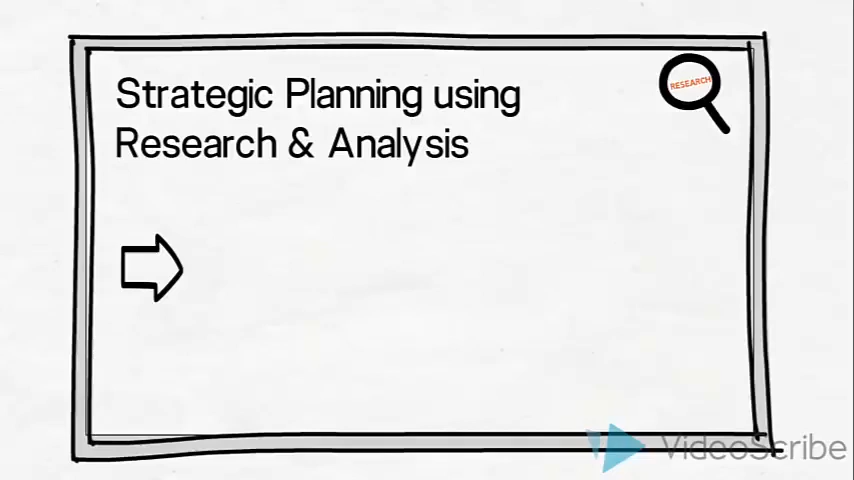 Strategic Planning using
Research & Analysis
RESEARCH
VideoScribe